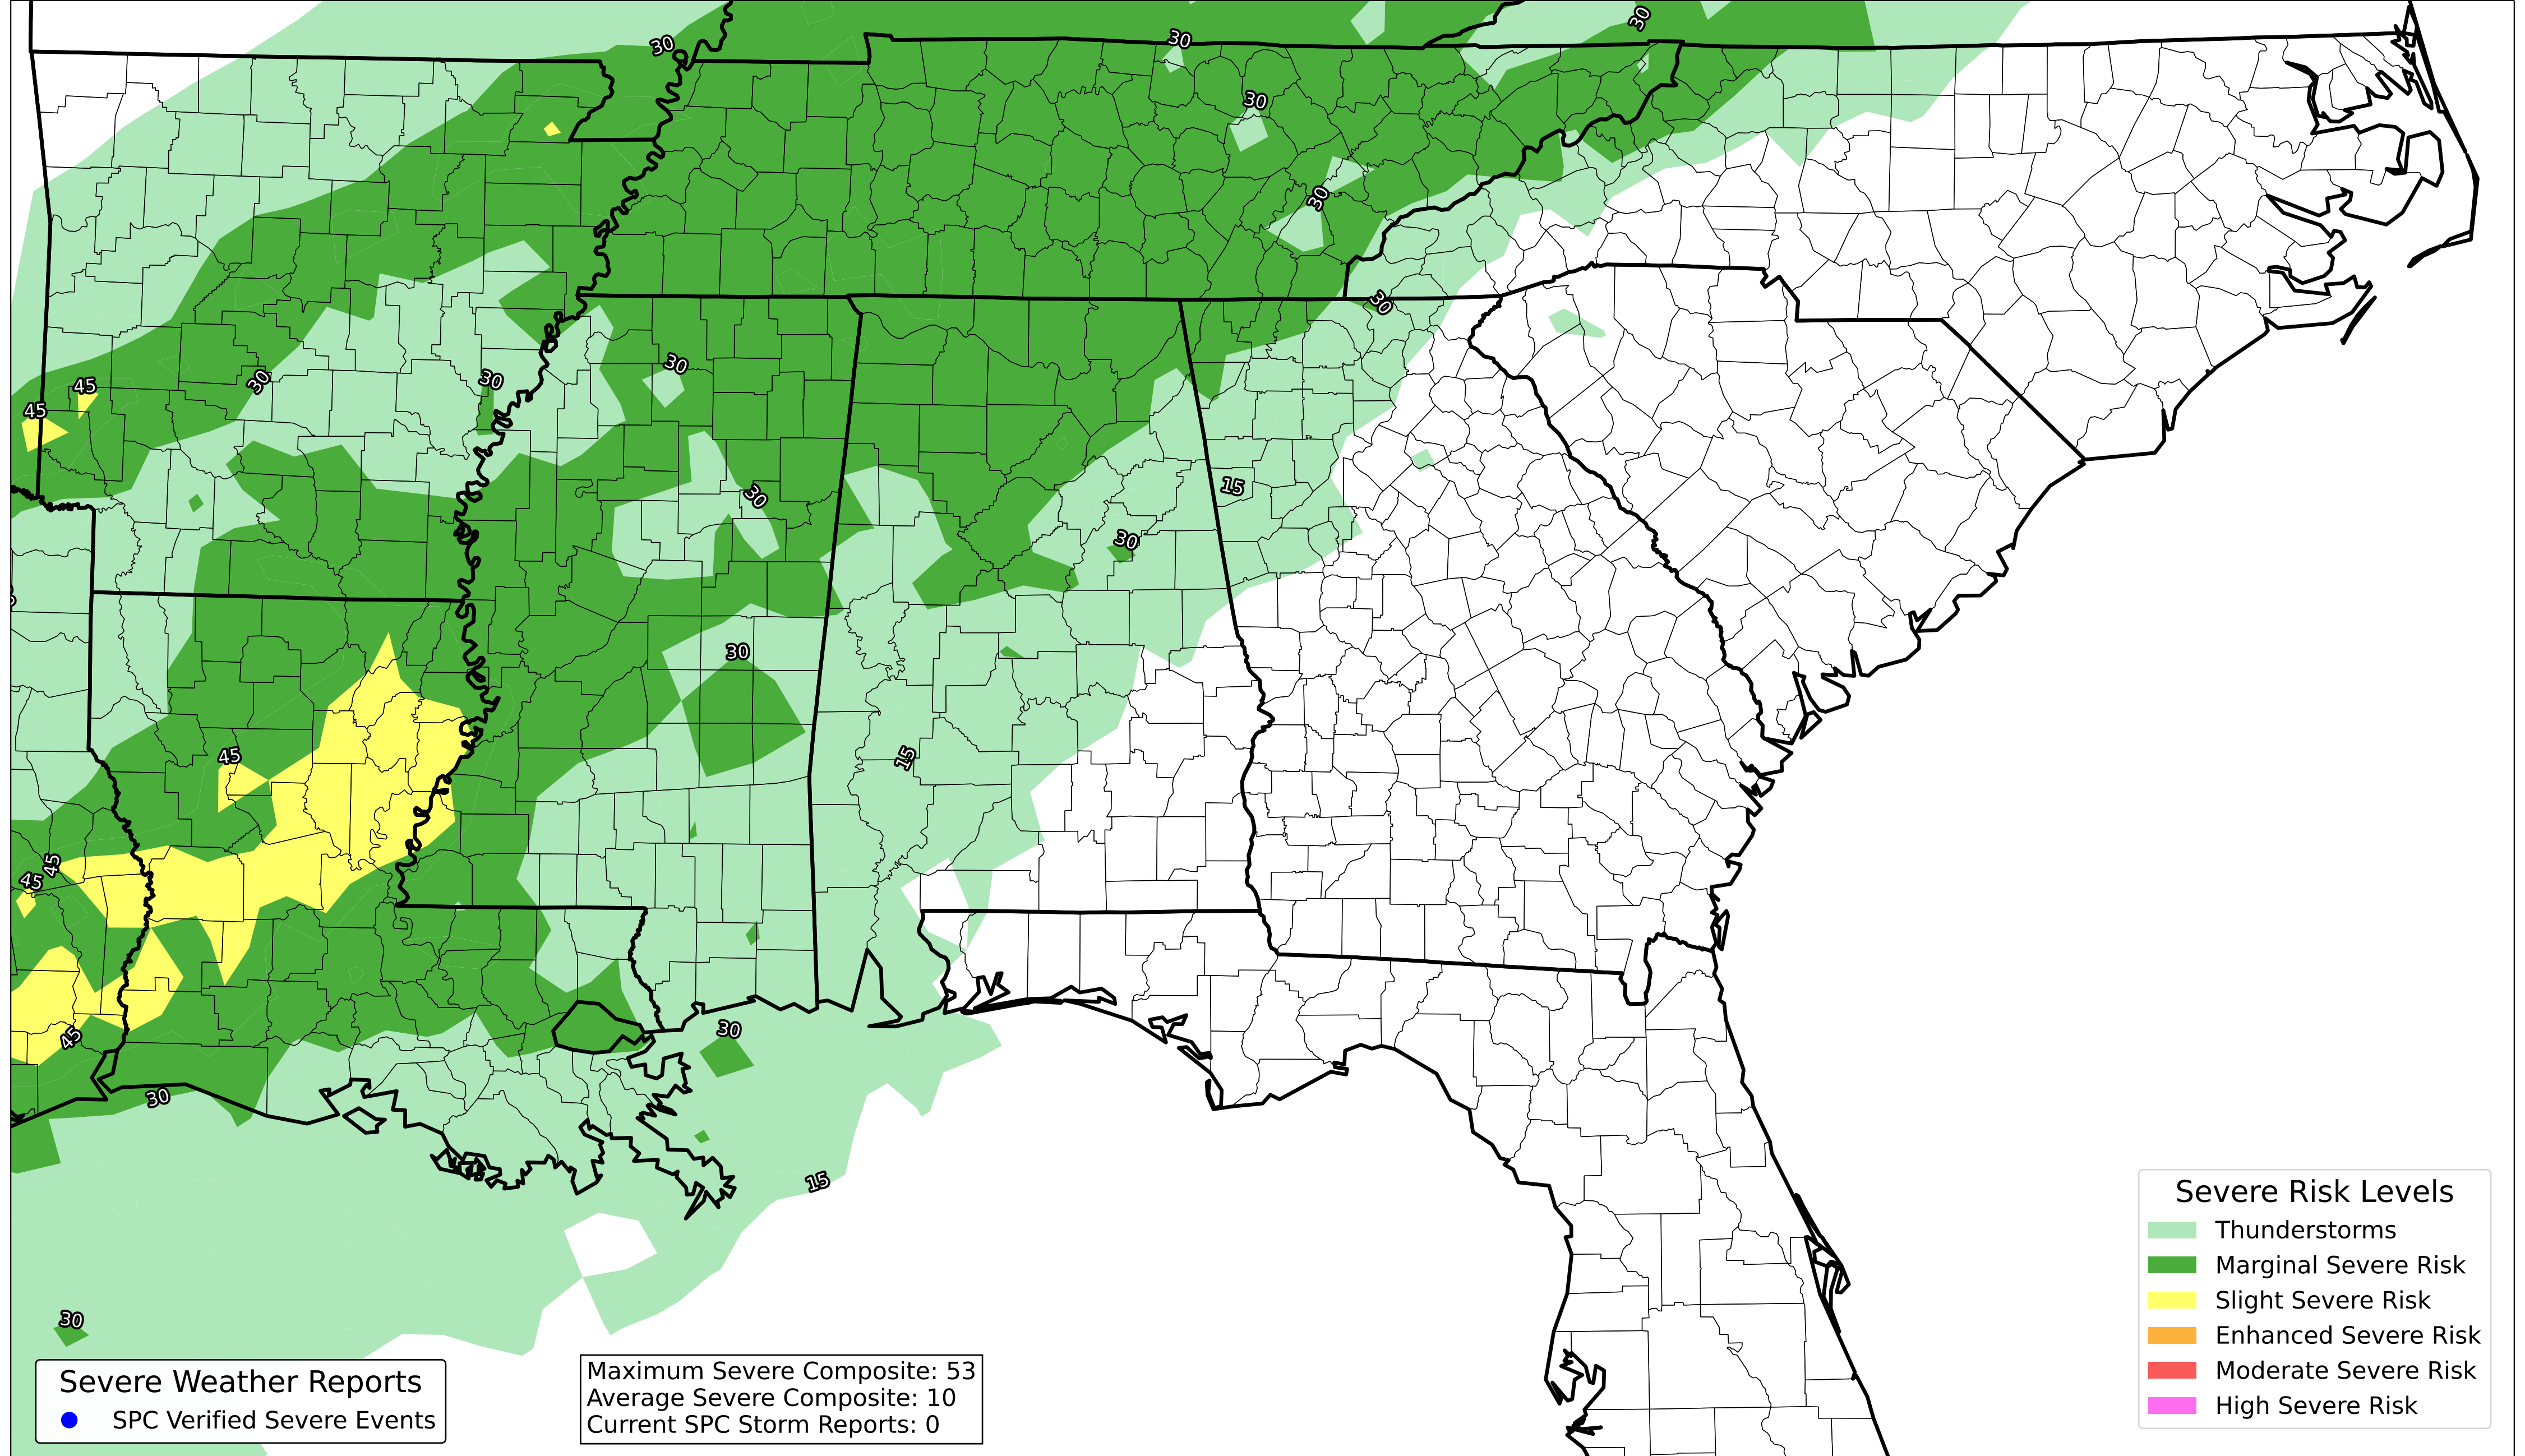 30
30
30
30
30
30
45
45
30
30
30
30
30
15
30
30
15
45
45
45
45
30
30
15
30
Severe Risk Levels
Thunderstorms
Marginal Severe Risk
Slight Severe Risk
Enhanced Severe Risk
Moderate Severe Risk
High Severe Risk
Severe Weather Reports
SPC Verified Severe Events
Maximum Severe Composite: 53
Average Severe Composite: 10
Current SPC Storm Reports: 0